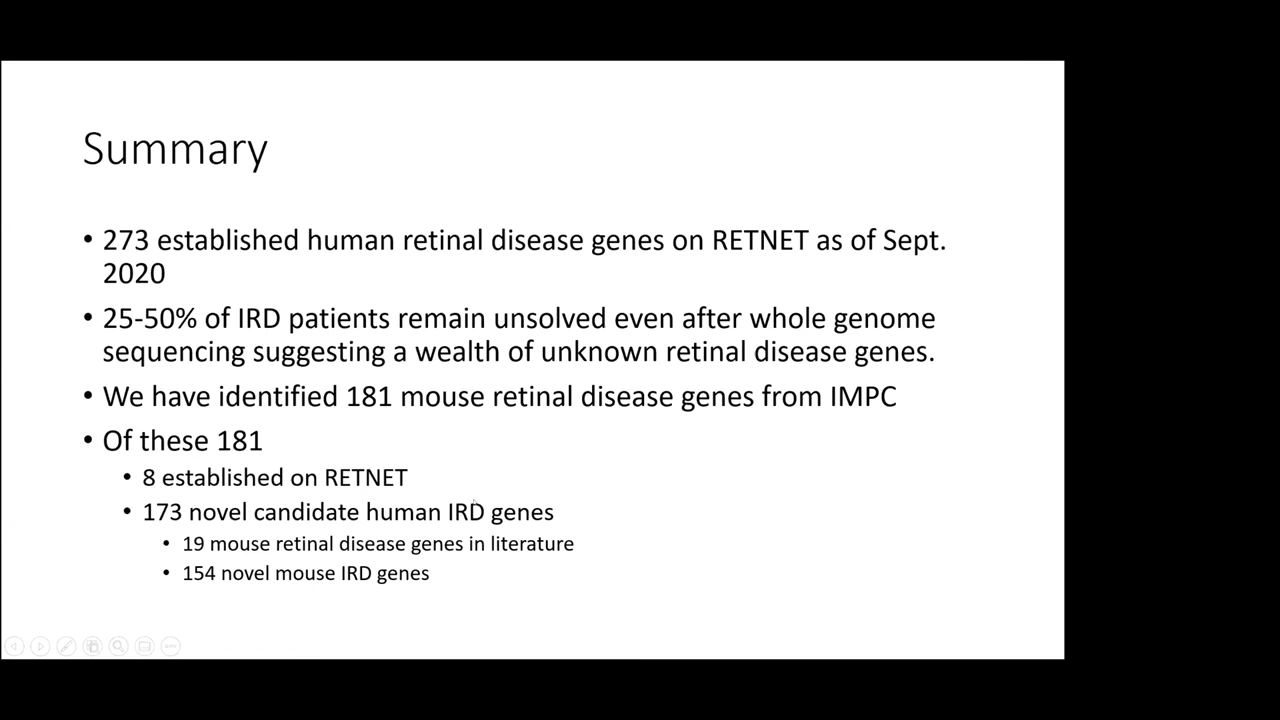 Summary
• 273 established human retinal disease genes on RETNET as of Sept.
2020
• 25-50% of IRD patients remain unsolved even after whole genome
sequencing suggesting a wealth of unknown retinal disease genes.
• We have identified 181 mouse retinal disease genes from IMPC
• Of these 181
• 8 established on RETNET
• 173 novel candidate human IRD genes
• 19 mouse retinal disease genes in literature
• 154 novel mouse IRD genes